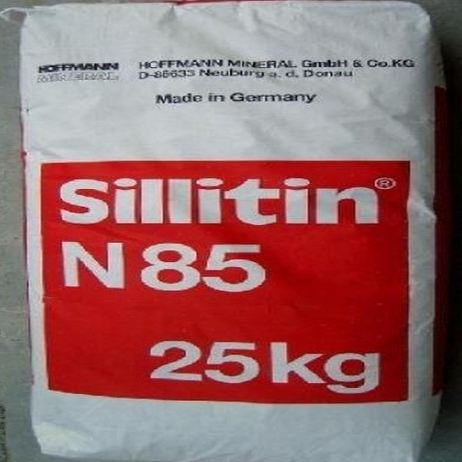 HOFFMANN
MINERAL
HOFFMANN MINERAL GmbH & Co.KG
D-86633 Neuburg a. d. Donau
Made in Germany
Sillitin®
N 85
25kg